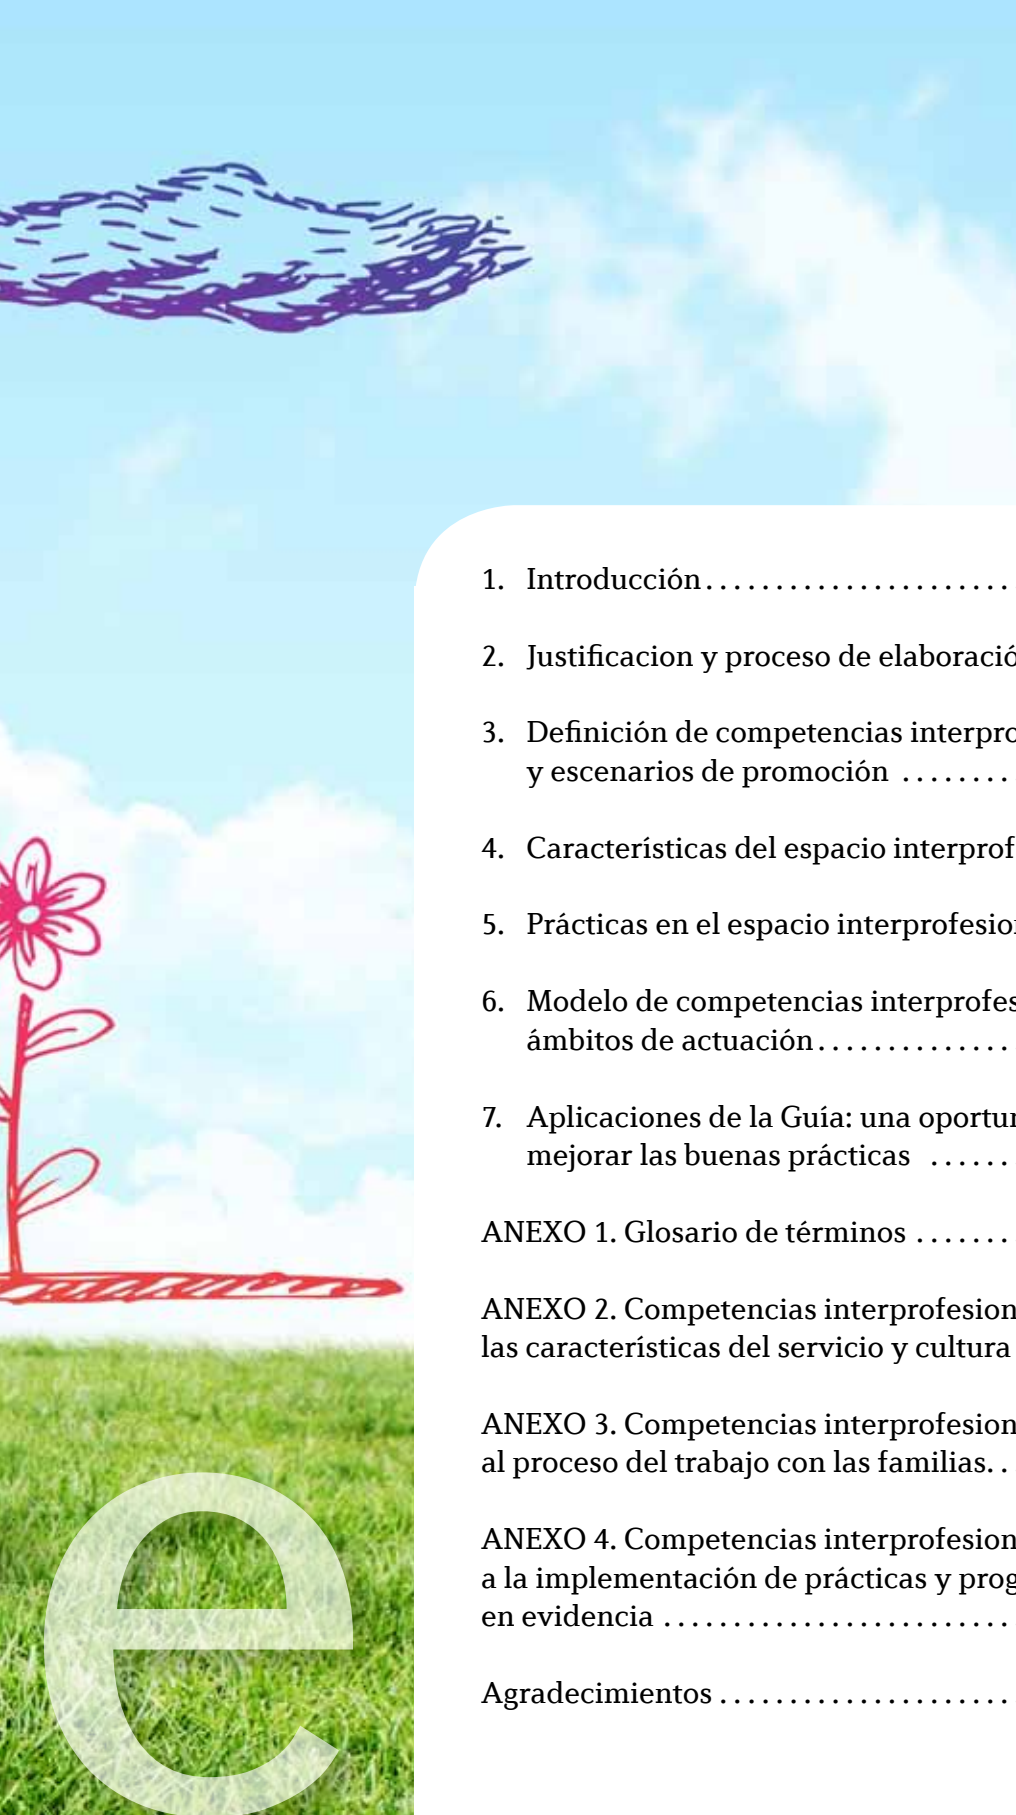 1. Introducción.....................
2. Justificacion y proceso de elaboració
3. Definición de competencias interpro
y escenarios de promoción ........
4. Características del espacio interprof
5. Prácticas en el espacio interprofesion
6. Modelo de competencias interprofes
ámbitos de actuación..............
7. Aplicaciones de la Guía: una oportun
mejorar las buenas prácticas ......
ANEXO 1. Glosario de términos .......
ANEXO 2. Competencias interprofesion
las características del servicio y cultura
ANEXO 3. Competencias interprofesion
al proceso del trabajo con las familias..
ANEXO 4. Competencias interprofesion
a la implementación de prácticas y prog
en evidencia .........................
Agradecimientos .....................
e